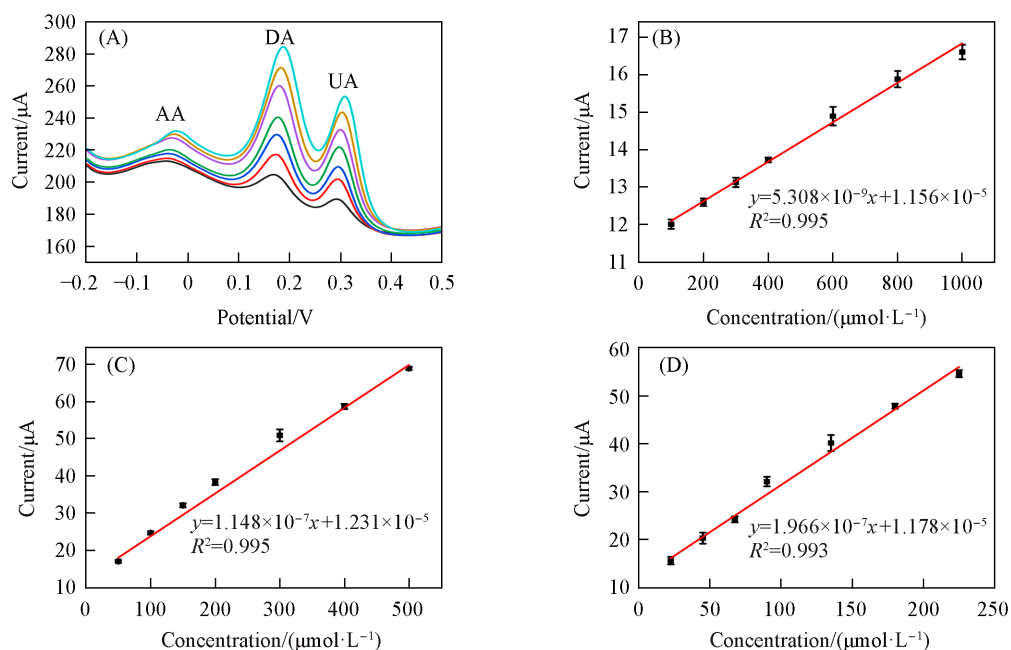 (A)
300
280
260
240
220
200
180
160
Current/μA
AA
DA
UA
−0.2 −0.1 0 0.1 0.2 0.3 0.4 0.5
Potential/V
(B)
17
16
15
14
13
12
11
Current/μA
y=5.308×10⁻⁹x+1.156×10⁻⁵
R²=0.995
0 200 400 600 800 1000
Concentration/(μmol·L⁻¹)
(C)
70
60
50
40
30
20
10
Current/μA
y=1.148×10⁻⁷x+1.231×10⁻⁵
R²=0.995
0 100 200 300 400 500
Concentration/(μmol·L⁻¹)
(D)
60
50
40
30
20
10
Current/μA
y=1.966×10⁻⁷x+1.178×10⁻⁵
R²=0.993
0 50 100 150 200 250
Concentration/(μmol·L⁻¹)